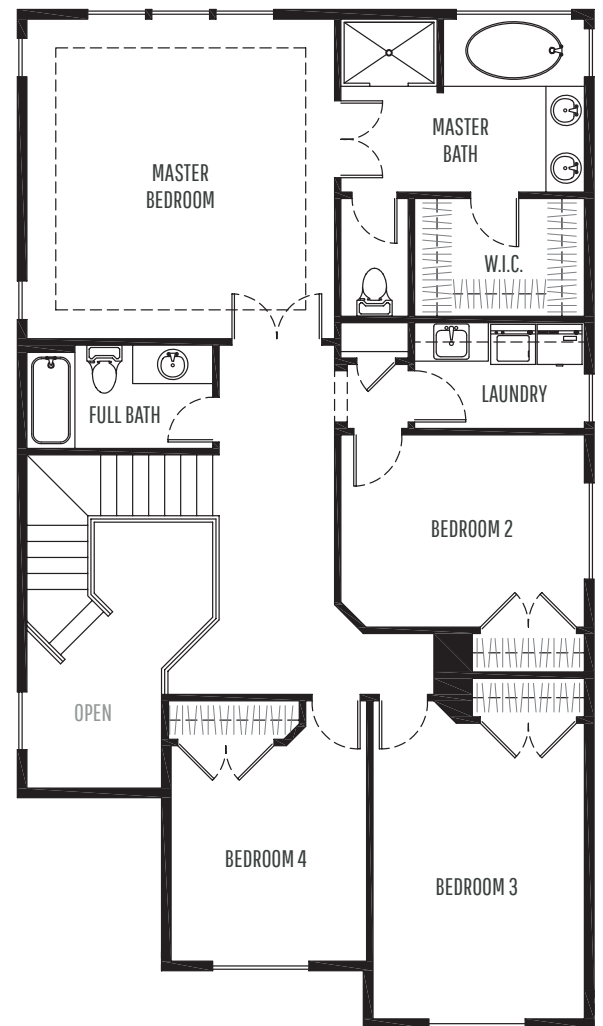 MASTER
BATH
MASTER
BEDROOM
W.I.C.
LAUNDRY
FULL BATH
BEDROOM 2
OPEN
BEDROOM 4
BEDROOM 3